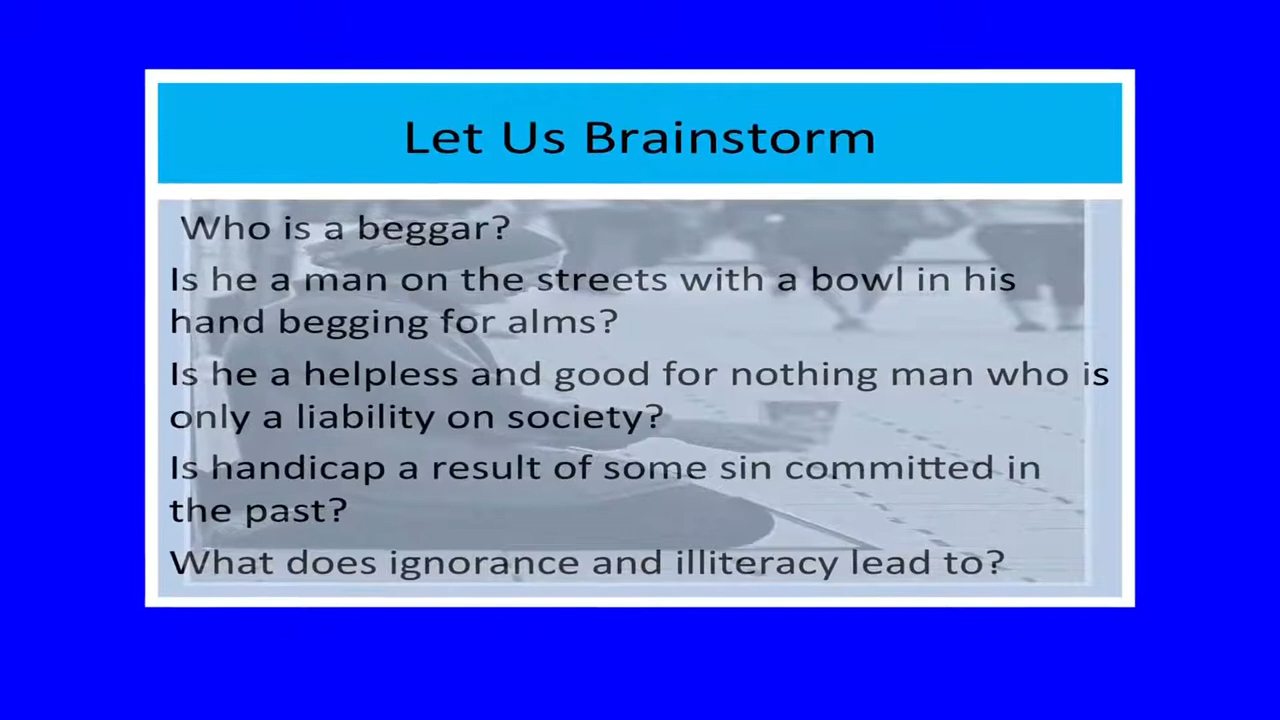 Let Us Brainstorm
Who is a beggar?
Is he a man on the streets with a bowl in his
hand begging for alms?
Is he a helpless and good for nothing man who is
only a liability on society?
Is handicap a result of some sin committed in
the past?
What does ignorance and illiteracy lead to?